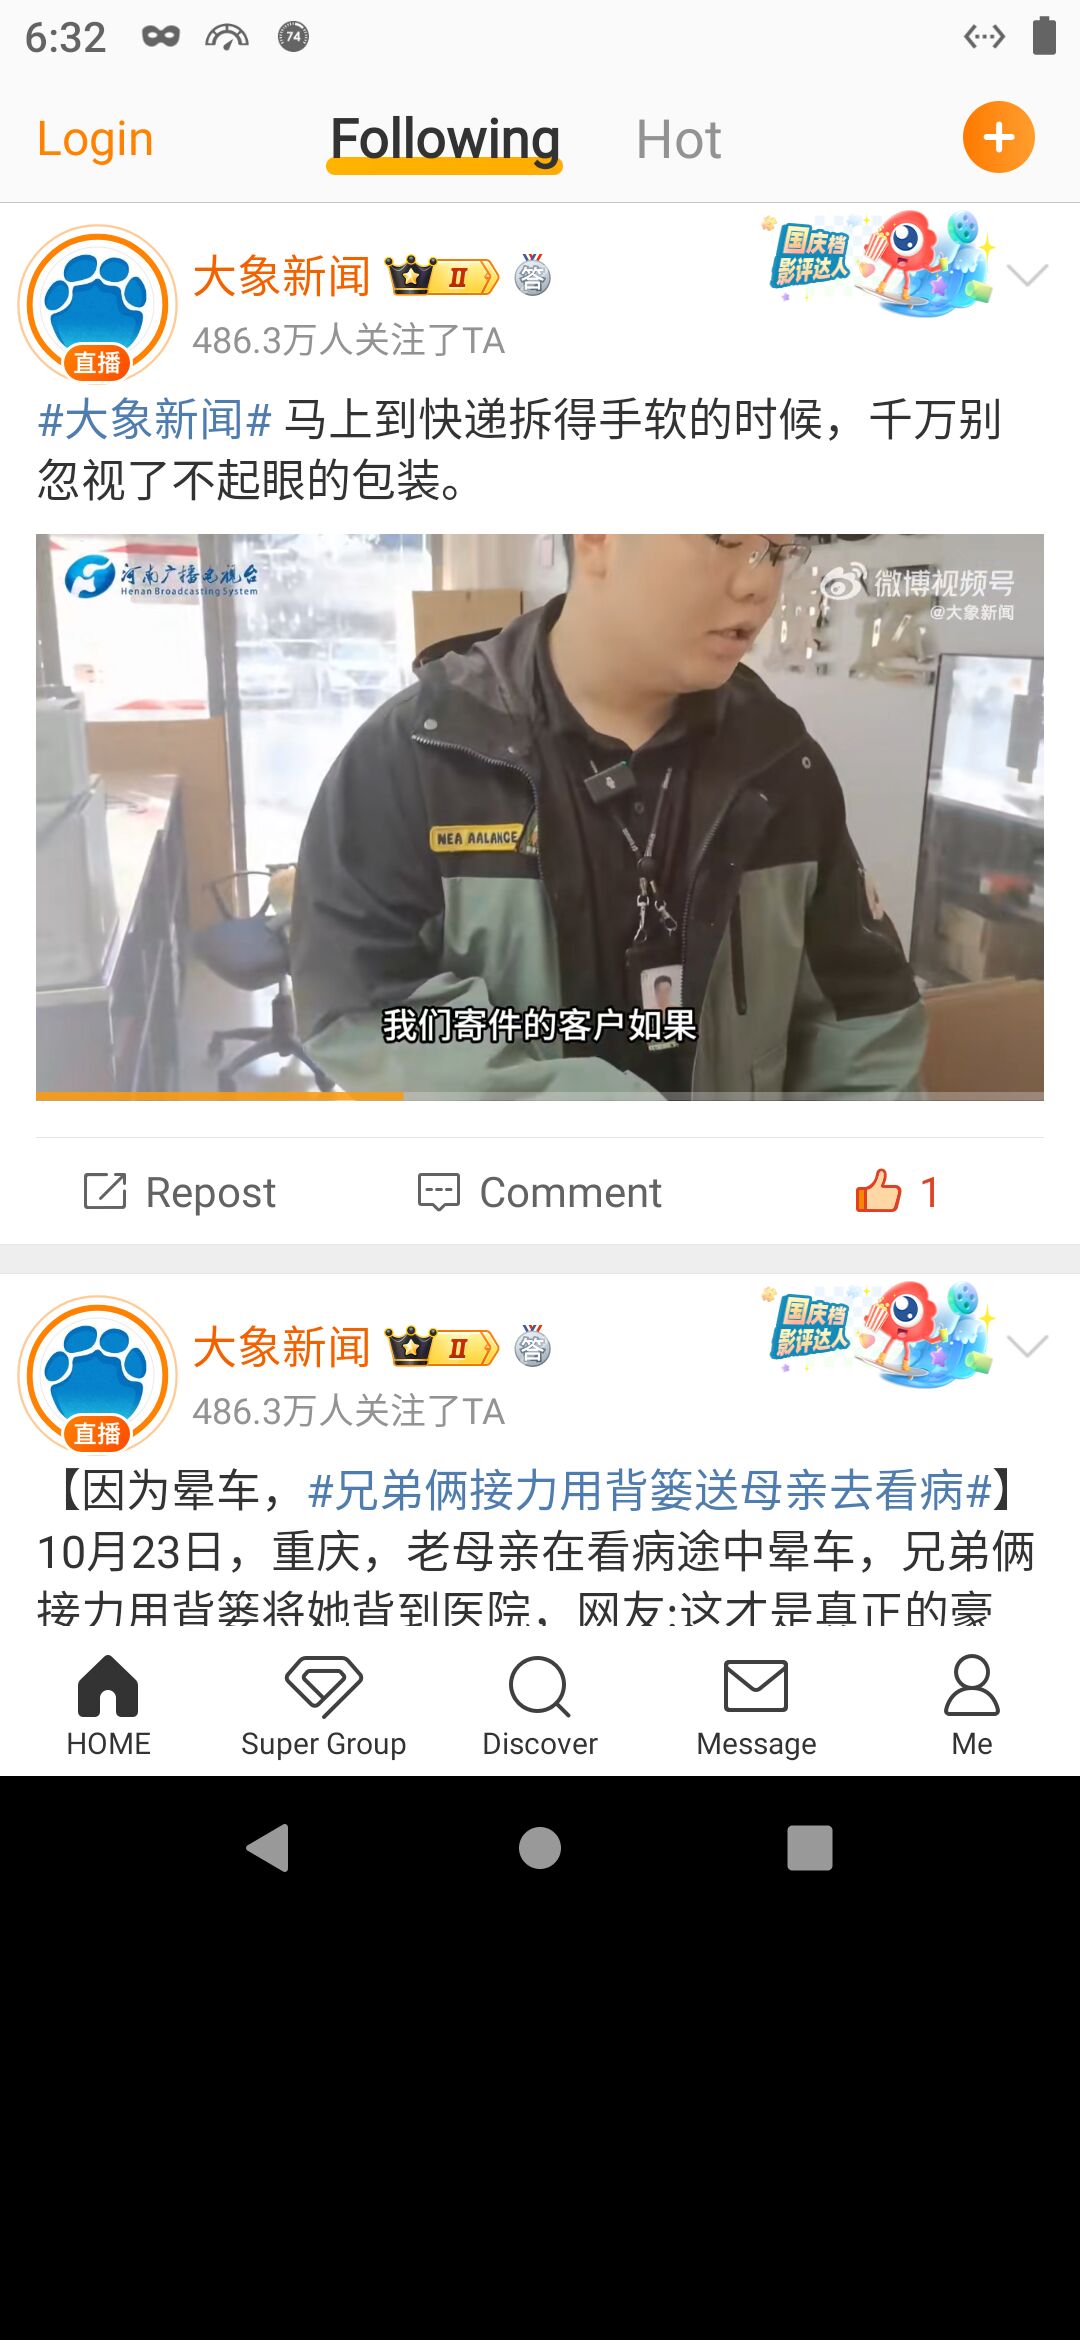 6:32
74
Login
Following
Hot
大象新闻
II
答
国庆档
影评达人
486.3万人关注了TA
直播
#大象新闻# 马上到快递拆得手软的时候，千万别
忽视了不起眼的包装。
河南广播电视台
Henan Broadcasting System
微博视频号
@大象新闻
NEA AALANCE
我们寄件的客户如果
Repost
Comment
1
大象新闻
II
答
国庆档
影评达人
486.3万人关注了TA
直播
【因为晕车，#兄弟俩接力用背篓送母亲去看病#】
10月23日，重庆，老母亲在看病途中晕车，兄弟俩
接力用背篓将她背到医院，网友:这才是真正的豪
HOME
Super Group
Discover
Message
Me